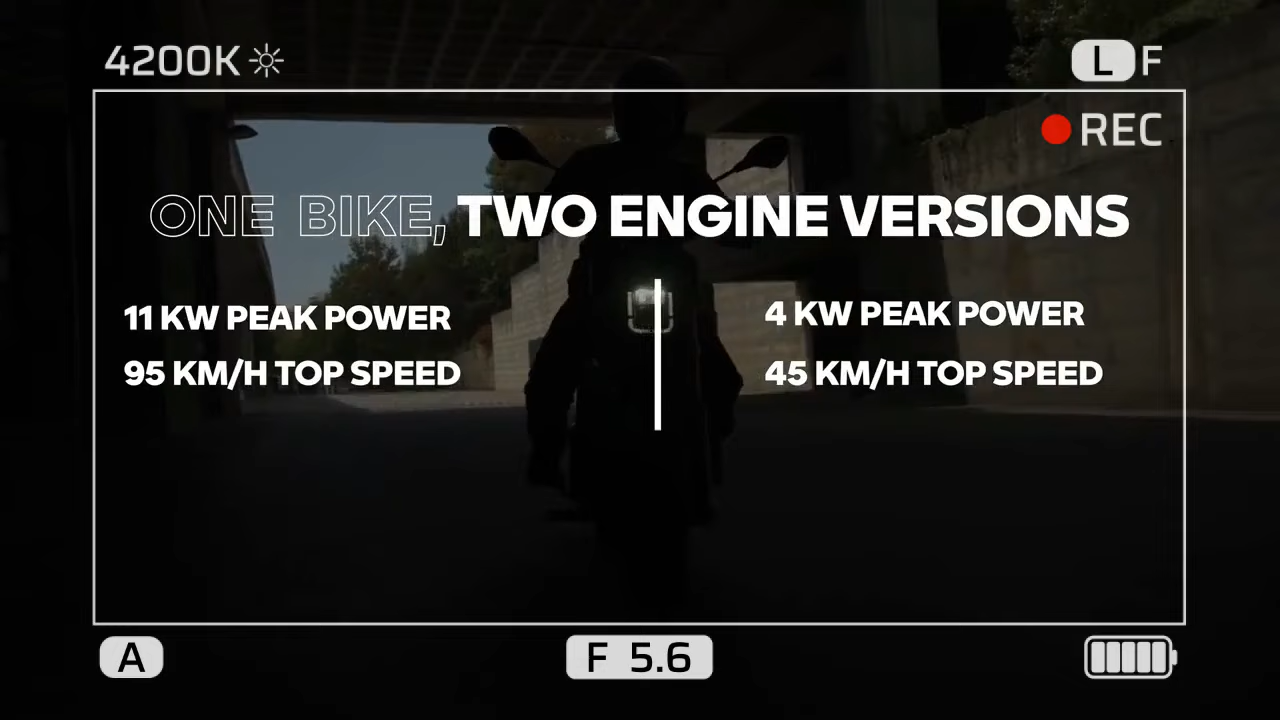 4200K
L F
REC
ONE BIKE, TWO ENGINE VERSIONS
11 KW PEAK POWER
95 KM/H TOP SPEED
4 KW PEAK POWER
45 KM/H TOP SPEED
A
F 5.6